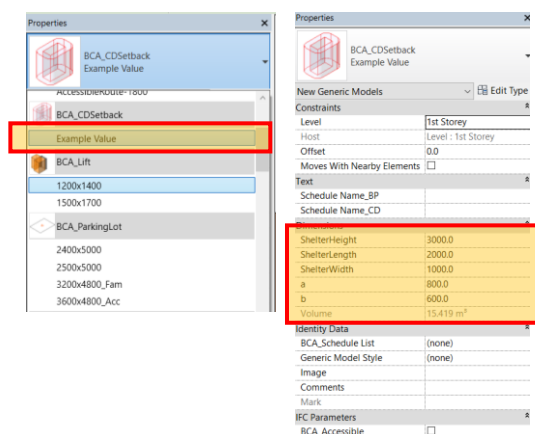 Properties
BCA_CDSetback
Example Value
AccessibleRoute-1800
BCA_CDSetback
Example Value
BCA_Lift
1200x1400
1500x1700
BCA_ParkingLot
2400x5000
2500x5000
3200x4800_Fam
3600x4800_Acc
Properties
BCA_CDSetback
Example Value
New Generic Models Edit Type
Constraints
Level 1st Storey
Host Level : 1st Storey
Offset 0.0
Moves With Nearby Elements
Text
Schedule Name_BP
Schedule Name_CD
Dimensions
ShelterHeight 3000.0
ShelterLength 2000.0
ShelterWidth 1000.0
a 800.0
b 600.0
Volume 15.419 m³
Identity Data
BCA_Schedule List (none)
Generic Model Style (none)
Image
Comments
Mark
IFC Parameters
BCA_Accessible